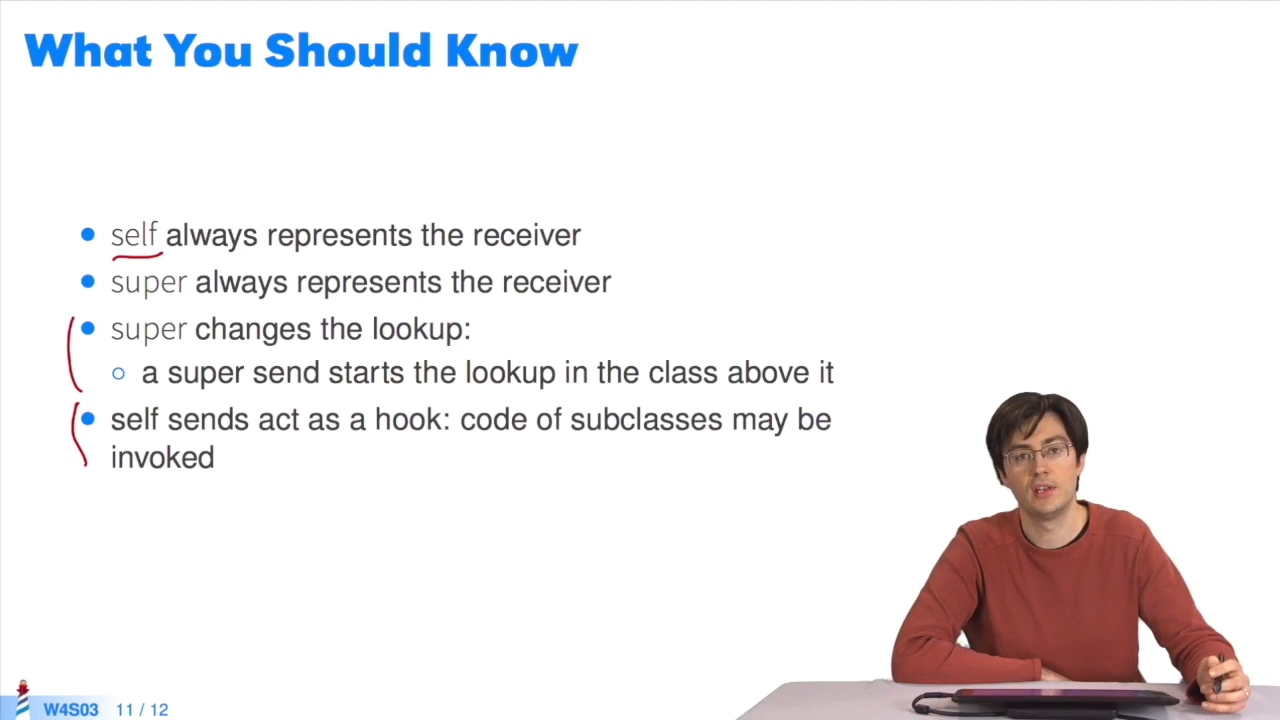 What You Should Know
self always represents the receiver
super always represents the receiver
super changes the lookup:
a super send starts the lookup in the class above it
self sends act as a hook: code of subclasses may be
invoked
W4S03 11 / 12